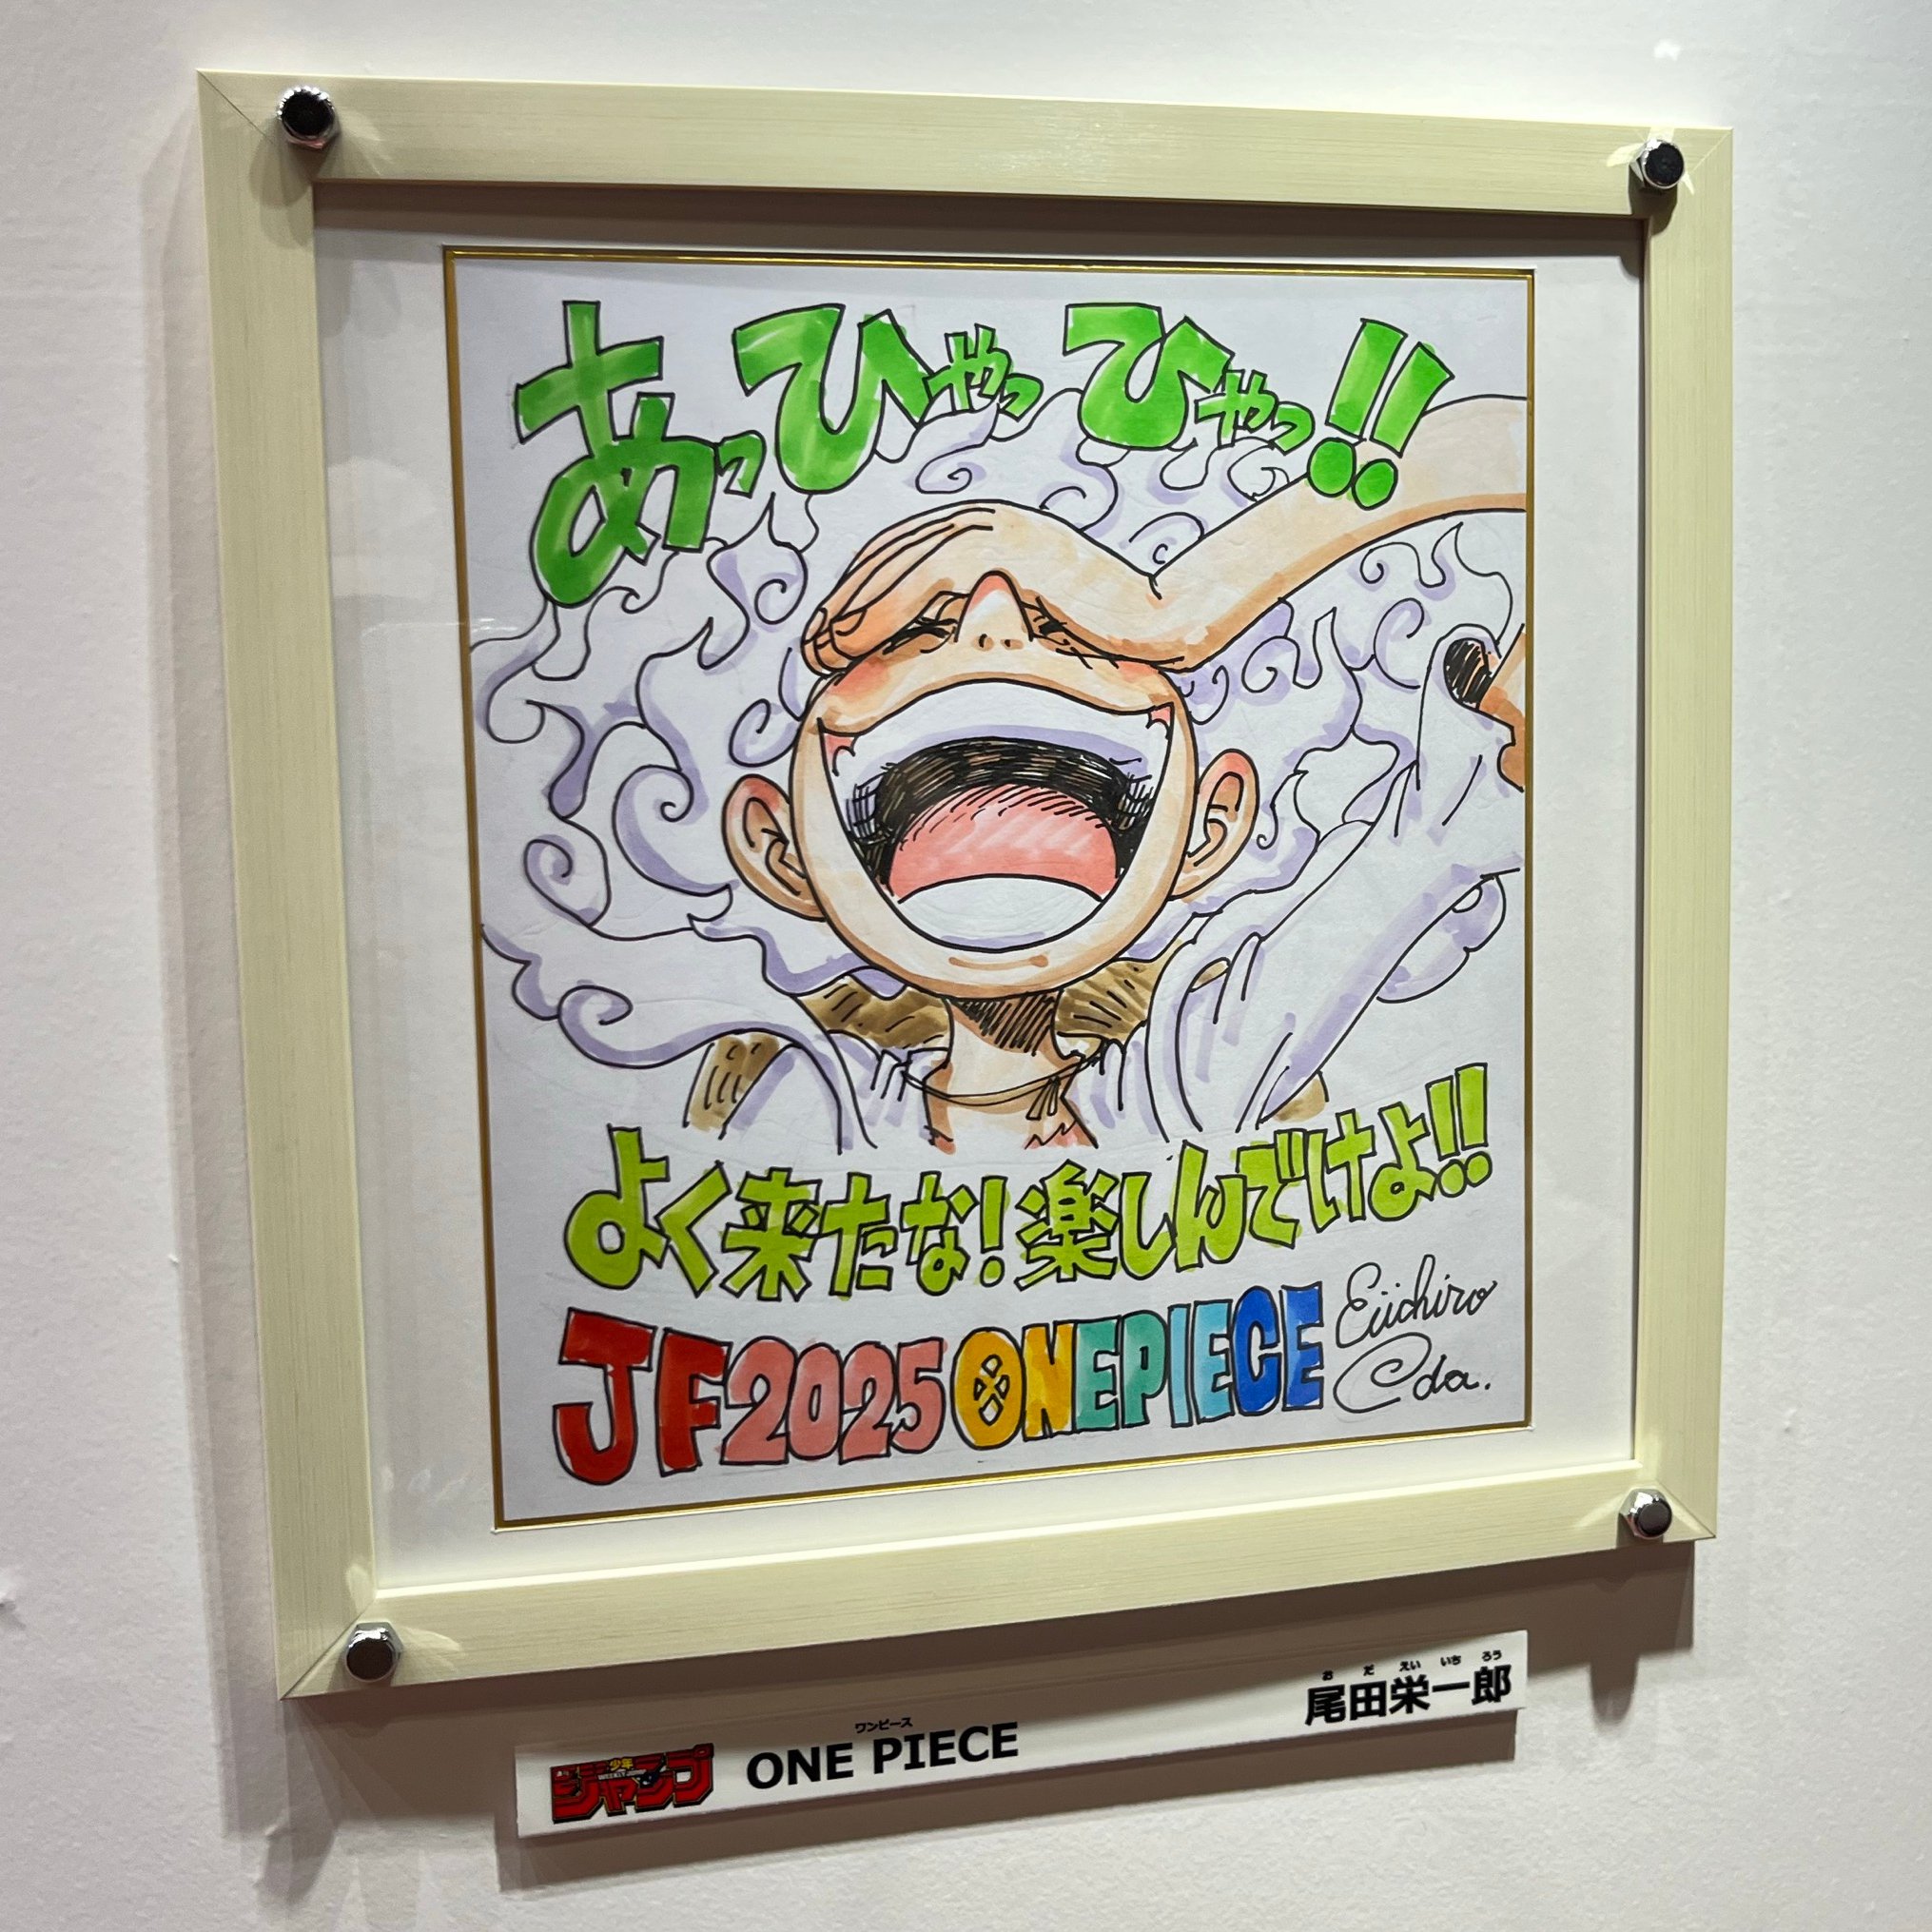 あっひゃっひゃっ!!
よく来たな!楽しんでけよ!!
JF2025 ONEPIECE
Eiichiro
Oda.
少年
ジャンプ
ワンピース
ONE PIECE
お だ えい いち ろう
尾田栄一郎